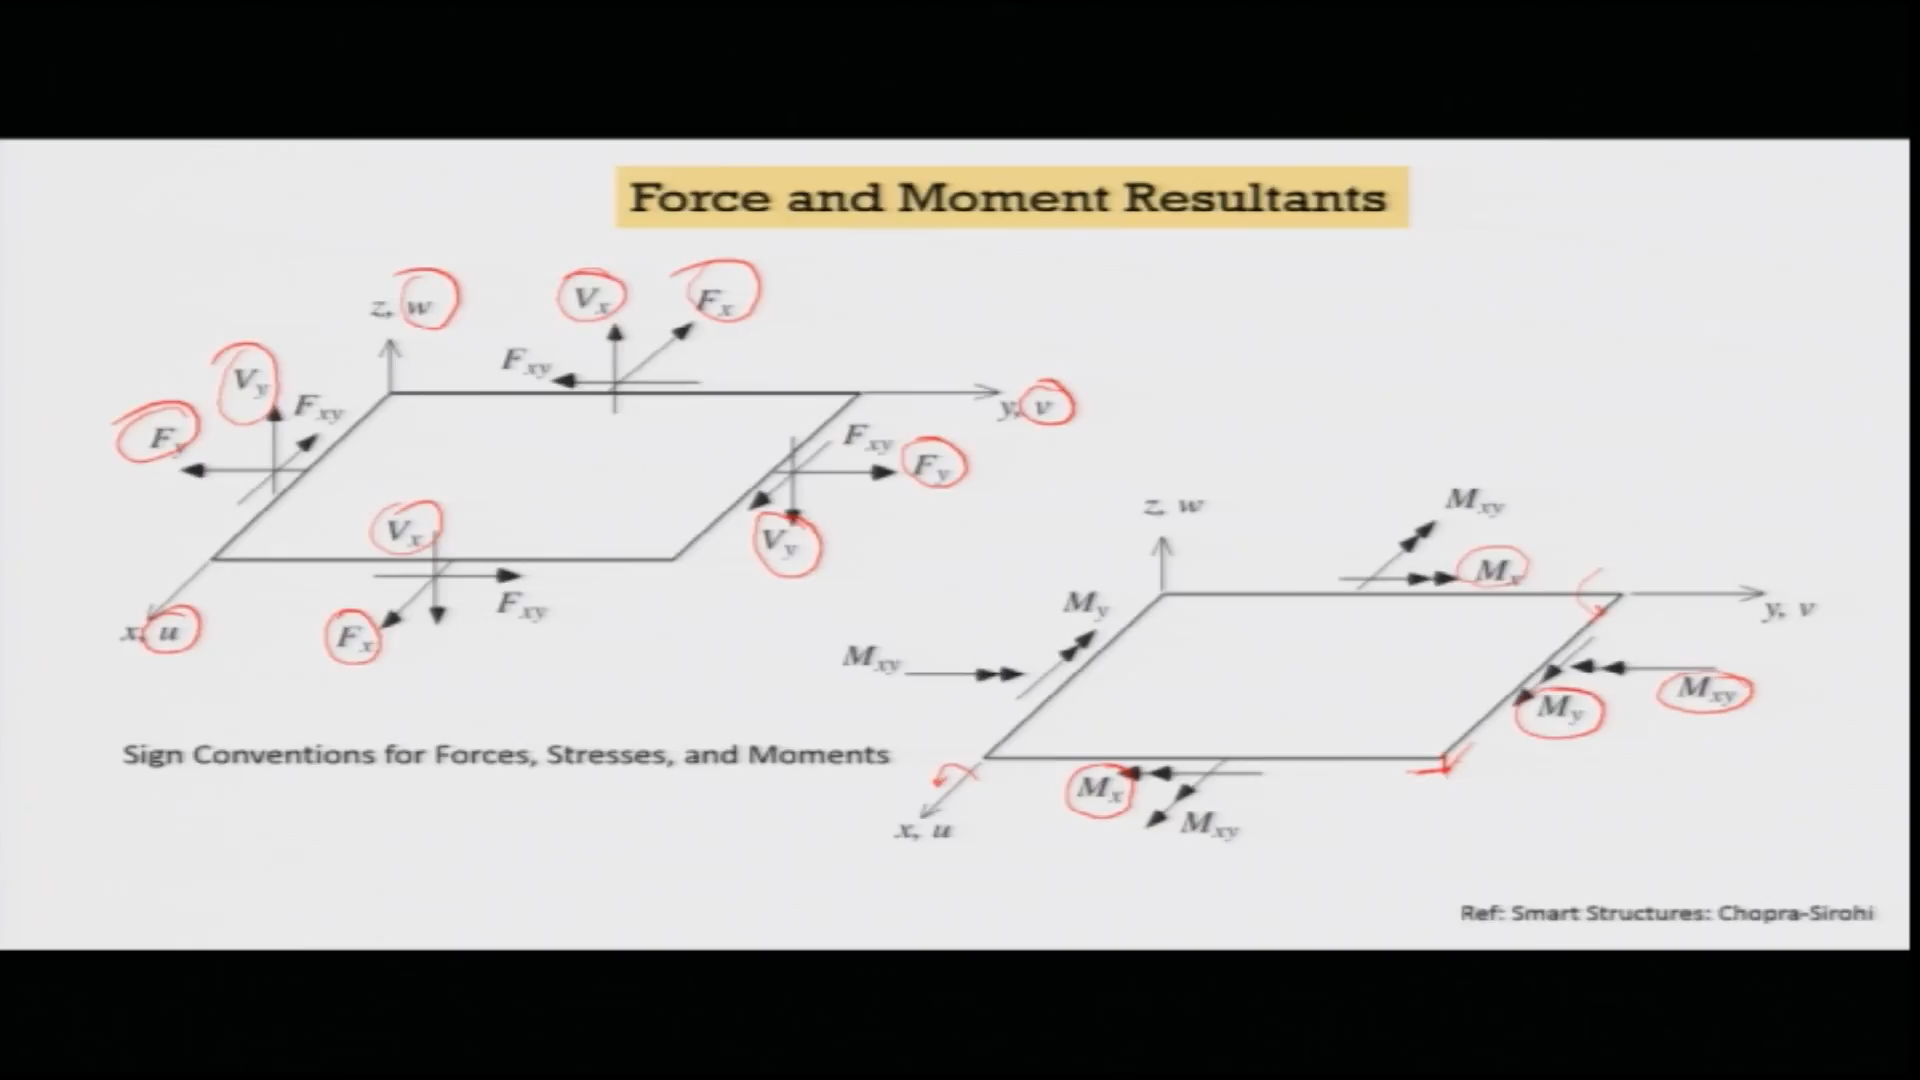 Force and Moment Resultants
z, w
V_x
F_x
F_xy
V_y
F_xy
F_y
y, v
F_xy
F_y
V_x
V_y
F_xy
x, u
F_x
z, w
M_xy
M_x
M_y
y, v
M_xy
M_xy
M_y
Sign Conventions for Forces, Stresses, and Moments
M_x
M_xy
x, u
Ref: Smart Structures: Chopra-Sirohi